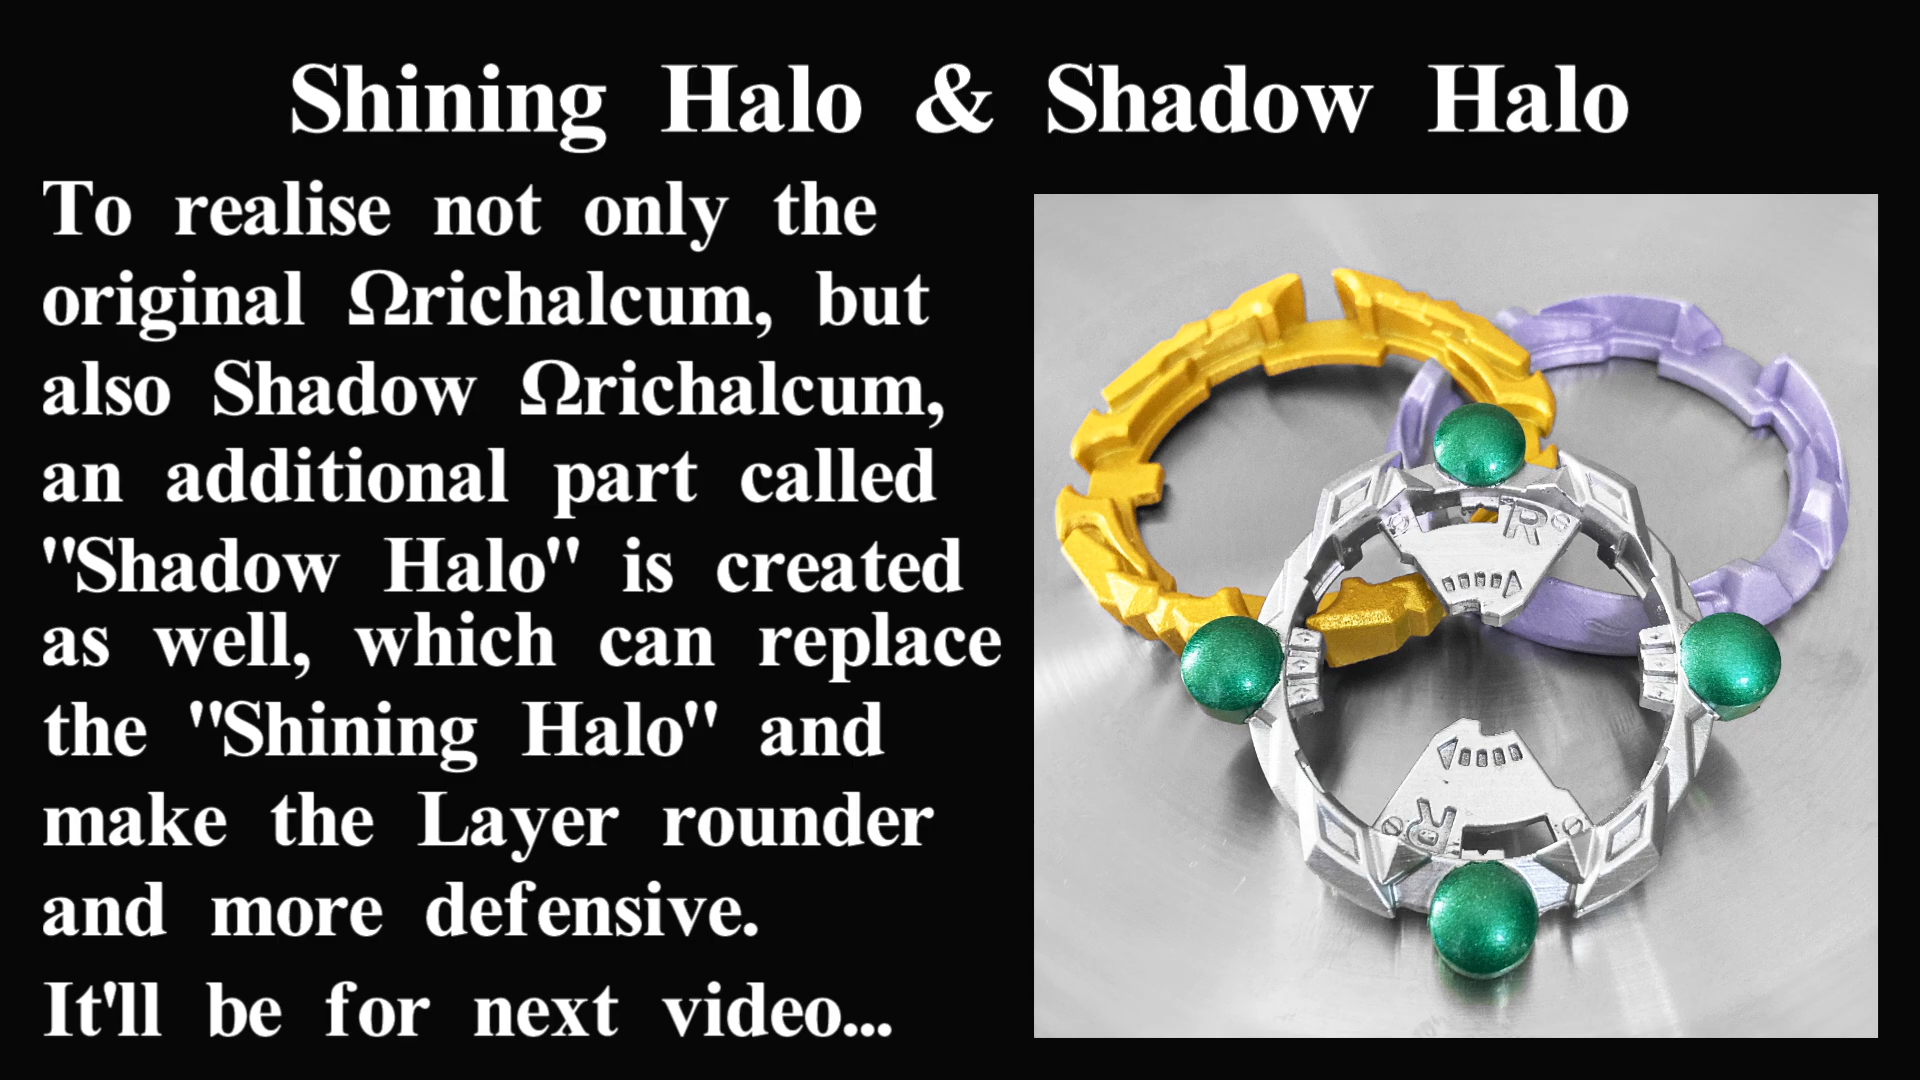 Shining Halo & Shadow Halo
To realise not only the
original Ωrichalcum, but
also Shadow Ωrichalcum,
an additional part called
"Shadow Halo" is created
as well, which can replace
the "Shining Halo" and
make the Layer rounder
and more defensive.
It'll be for next video...
R
R